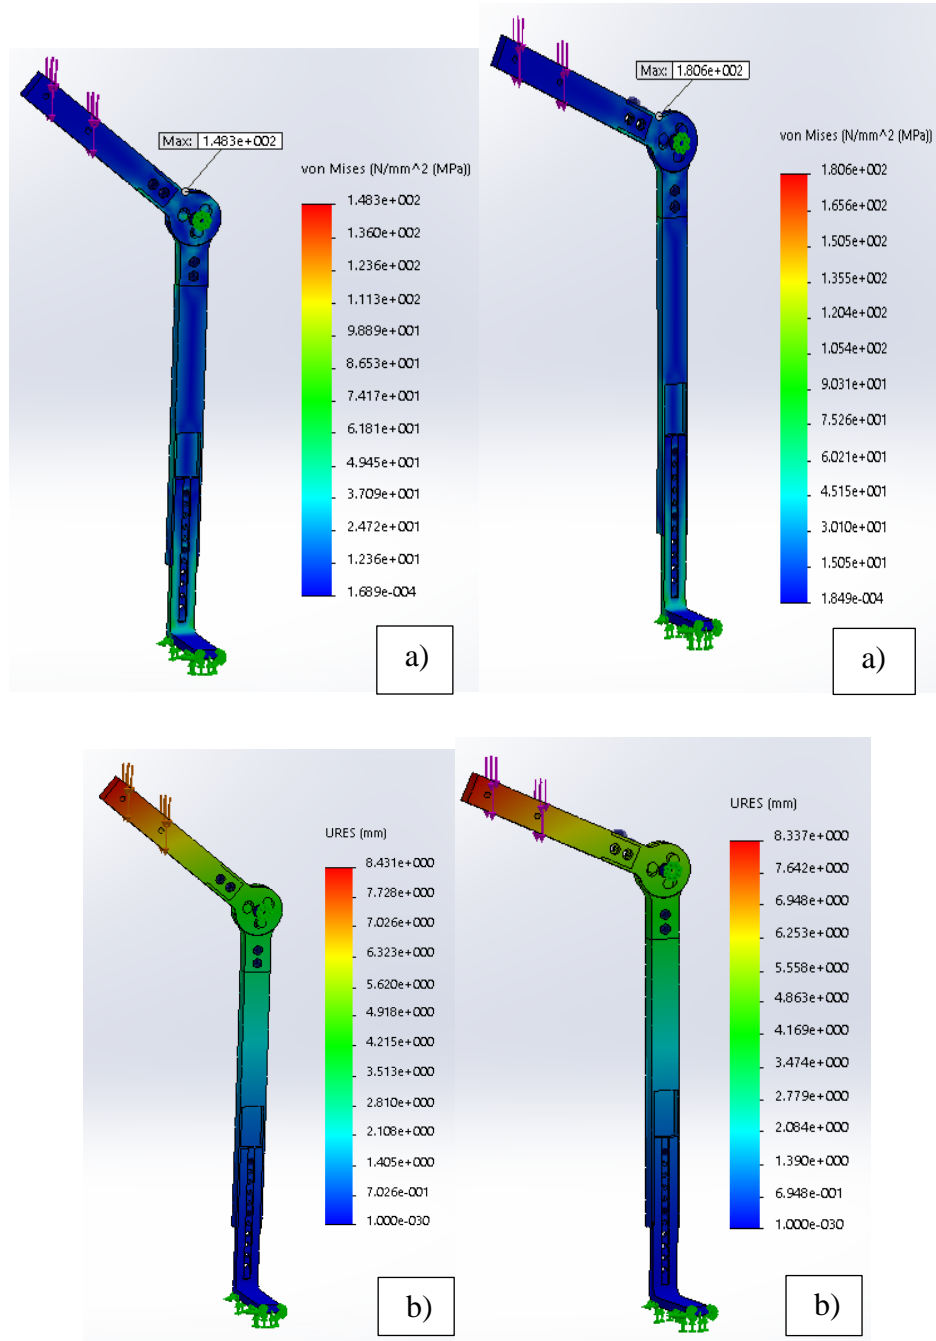 Max: 1.483e+002
von Mises (N/mm^2 (MPa))
1.483e+002
1.360e+002
1.236e+002
1.113e+002
9.889e+001
8.653e+001
7.417e+001
6.181e+001
4.945e+001
3.709e+001
2.472e+001
1.236e+001
1.689e-004
a)
Max: 1.806e+002
von Mises (N/mm^2 (MPa))
1.806e+002
1.656e+002
1.505e+002
1.355e+002
1.204e+002
1.054e+002
9.031e+001
7.526e+001
6.021e+001
4.515e+001
3.010e+001
1.505e+001
1.849e-004
a)
URES (mm)
8.431e+000
7.728e+000
7.026e+000
6.323e+000
5.620e+000
4.918e+000
4.215e+000
3.513e+000
2.810e+000
2.108e+000
1.405e+000
7.026e-001
1.000e-030
b)
URES (mm)
8.337e+000
7.642e+000
6.948e+000
6.253e+000
5.558e+000
4.863e+000
4.169e+000
3.474e+000
2.779e+000
2.084e+000
1.390e+000
6.948e-001
1.000e-030
b)